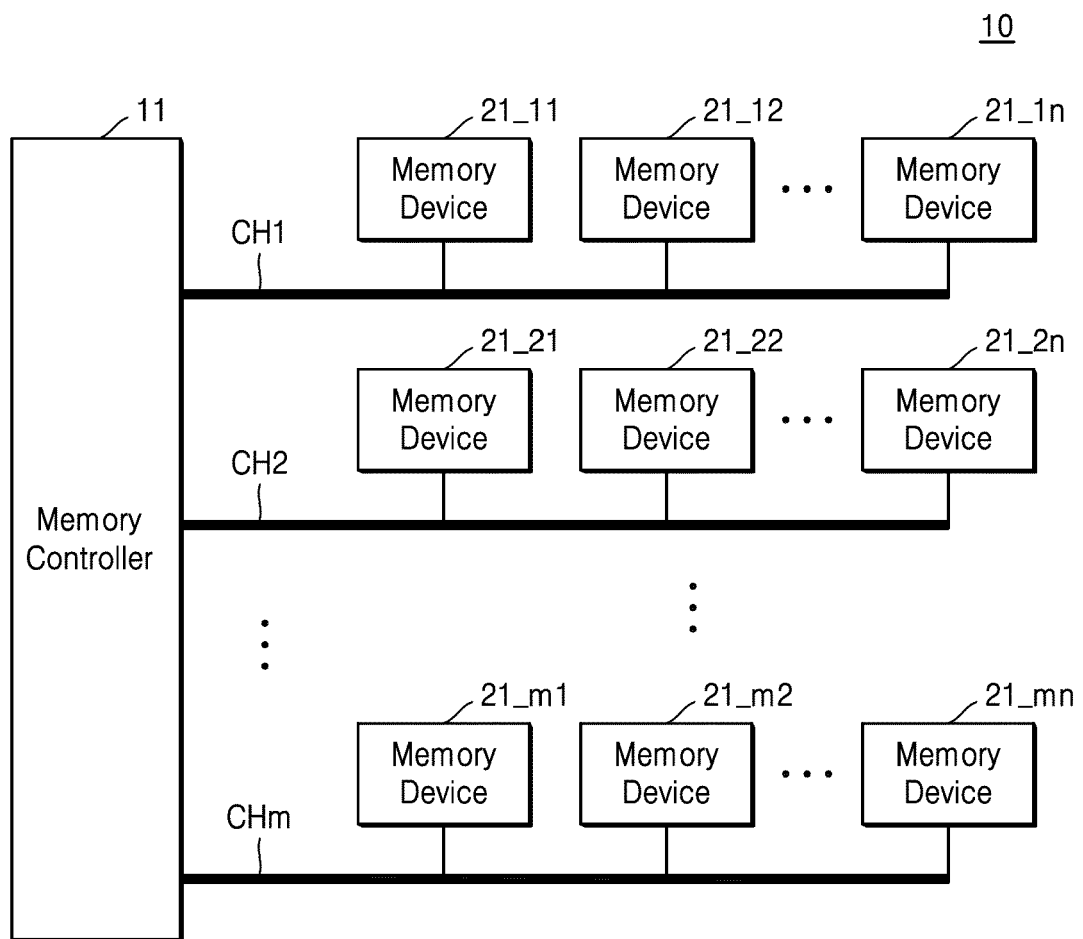 10
11
21_11
21_12
21_1n
Memory
Device
Memory
Device
...
Memory
Device
CH1
21_21
21_22
21_2n
Memory
Device
Memory
Device
...
Memory
Device
CH2
Memory
Controller
21_m1
21_m2
21_mn
Memory
Device
Memory
Device
...
Memory
Device
CHm